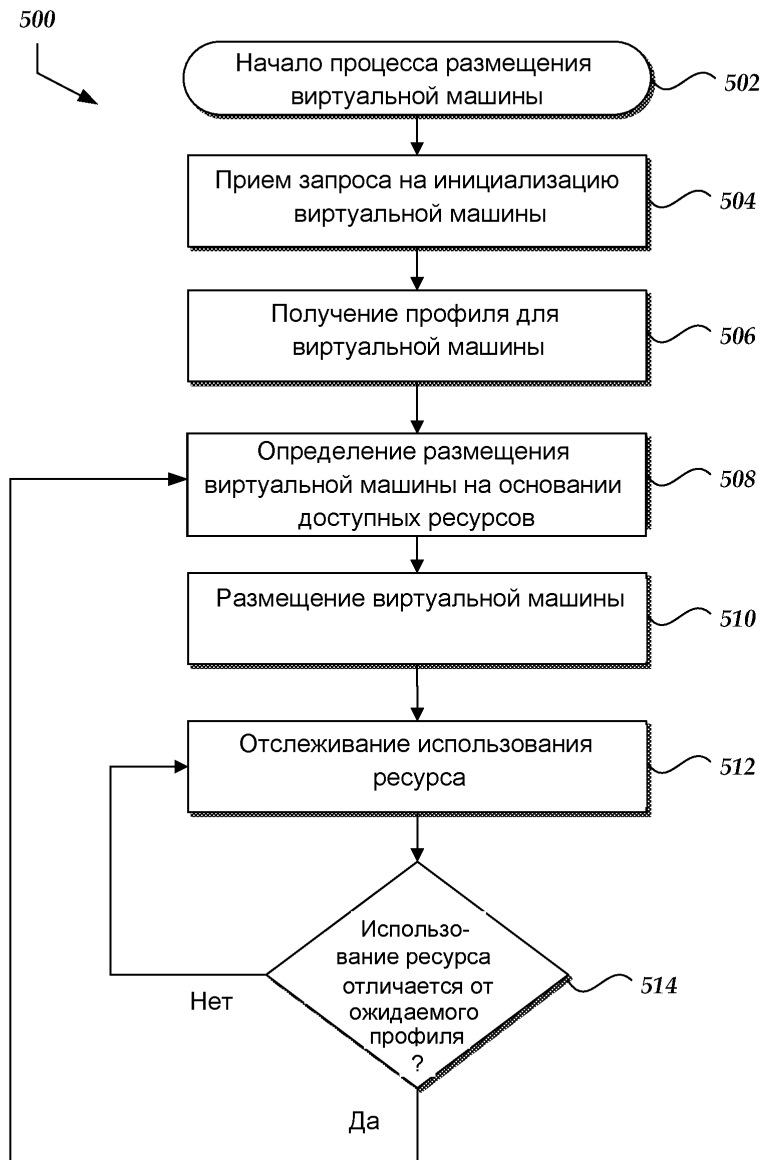 500
Начало процесса размещения
виртуальной машины
502
Прием запроса на инициализацию
виртуальной машины
504
Получение профиля для
виртуальной машины
506
Определение размещения
виртуальной машины на основании
доступных ресурсов
508
Размещение виртуальной машины
510
Отслеживание использования
ресурса
512
Использо-
вание ресурса
отличается от
ожидаемого
профиля
?
514
Нет
Да